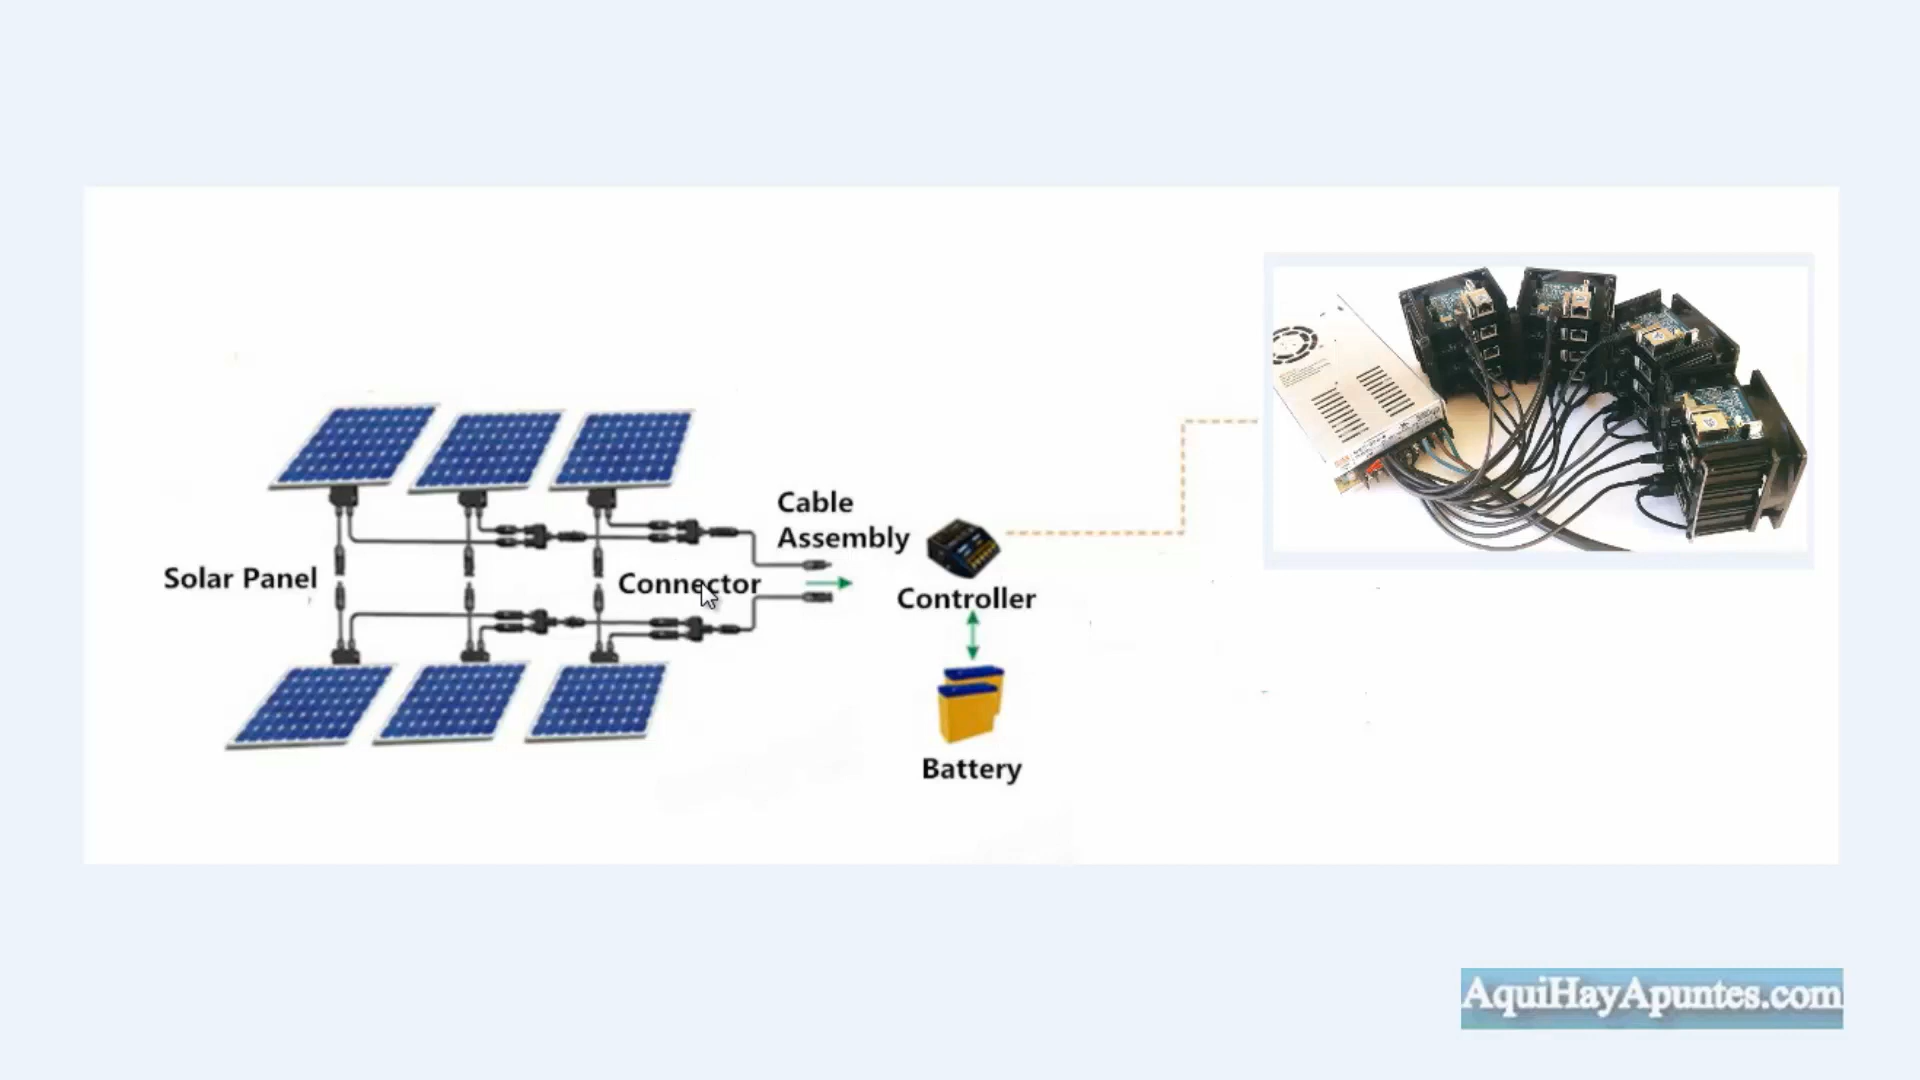 Cable
Assembly
Solar Panel
Connector
Controller
Battery
AquiHayApuntes.com